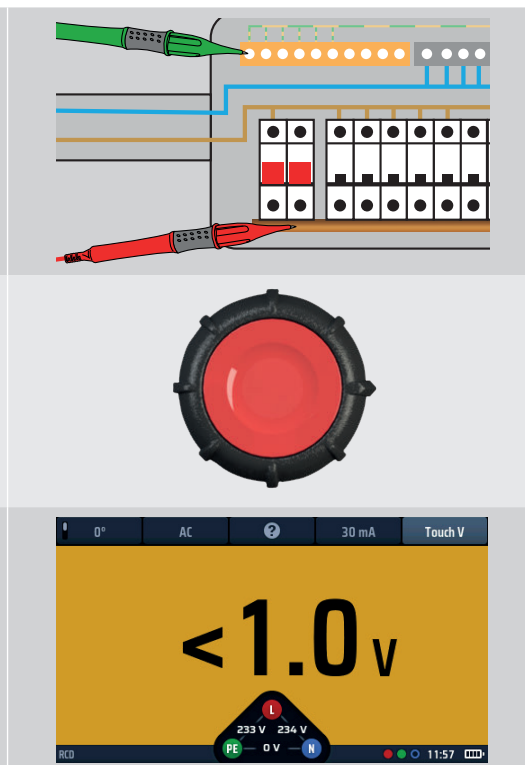 0° AC ? 30 mA Touch V
<1.0 V
L
233 V 234 V
PE 0 V N
RCD 11:57